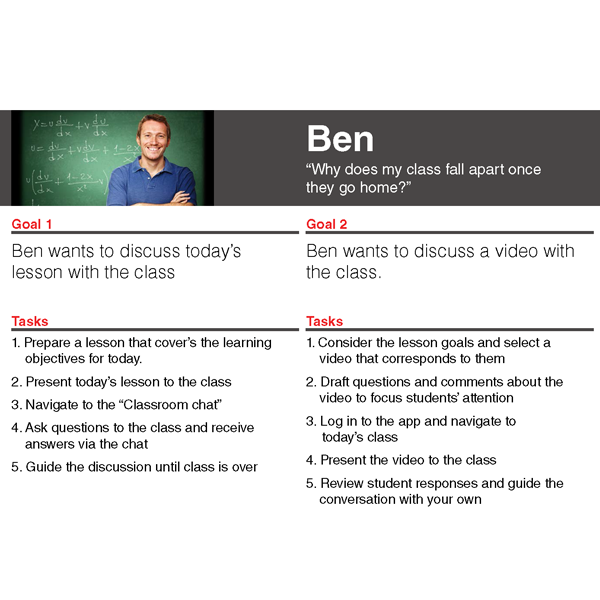 x=v dv/dx + v du/dx
Ben
“Why does my class fall apart once
they go home?”
Goal 1
Ben wants to discuss today’s
lesson with the class
Tasks
1. Prepare a lesson that cover’s the learning
objectives for today.
2. Present today’s lesson to the class
3. Navigate to the “Classroom chat”
4. Ask questions to the class and receive
answers via the chat
5. Guide the discussion until class is over
Goal 2
Ben wants to discuss a video with
the class.
Tasks
1. Consider the lesson goals and select a
video that corresponds to them
2. Draft questions and comments about the
video to focus students’ attention
3. Log in to the app and navigate to
today’s class
4. Present the video to the class
5. Review student responses and guide the
conversation with your own